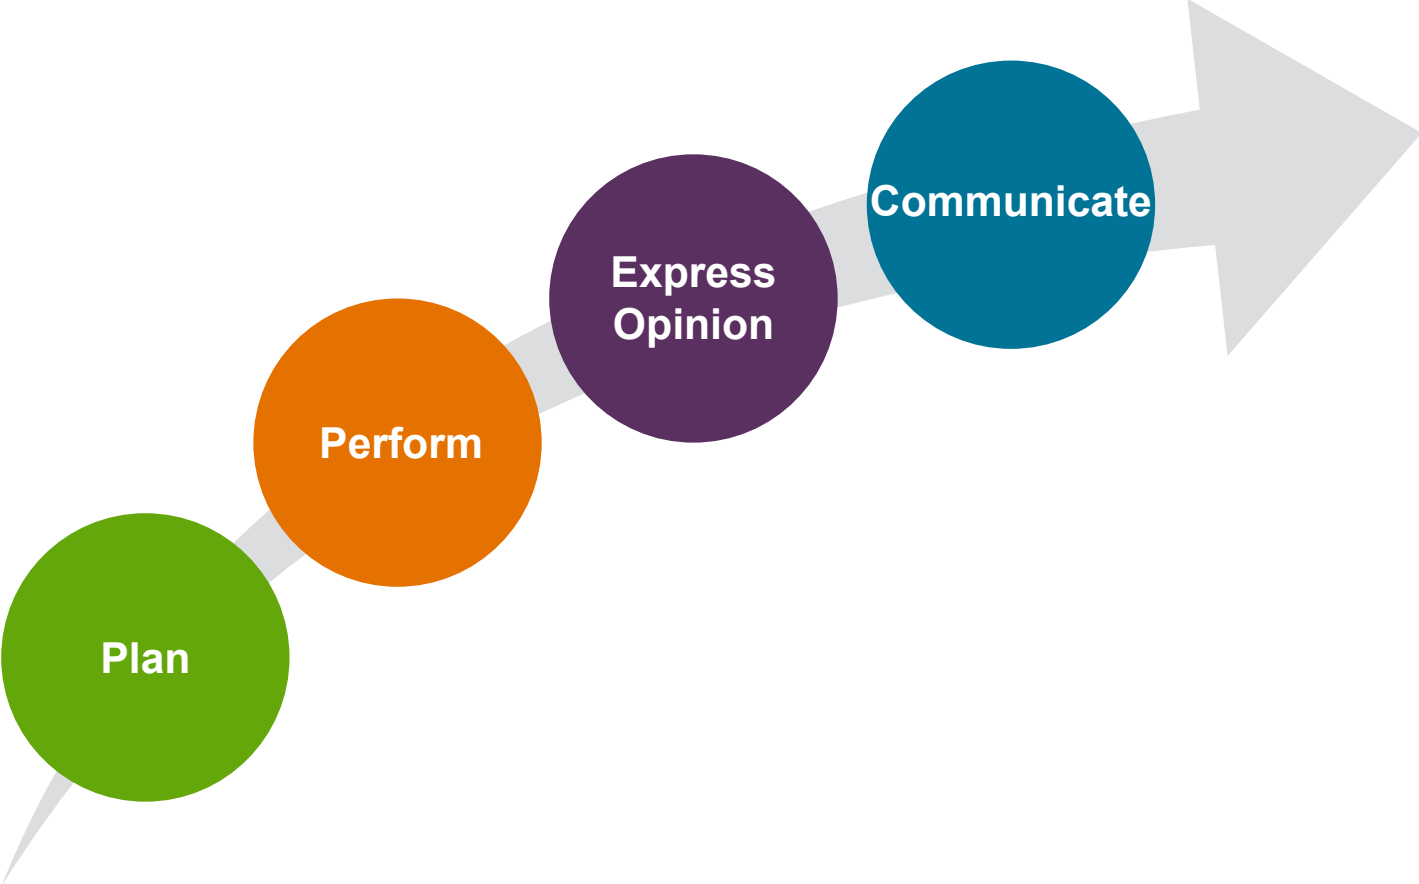 Communicate
Express
Opinion
Perform
Plan